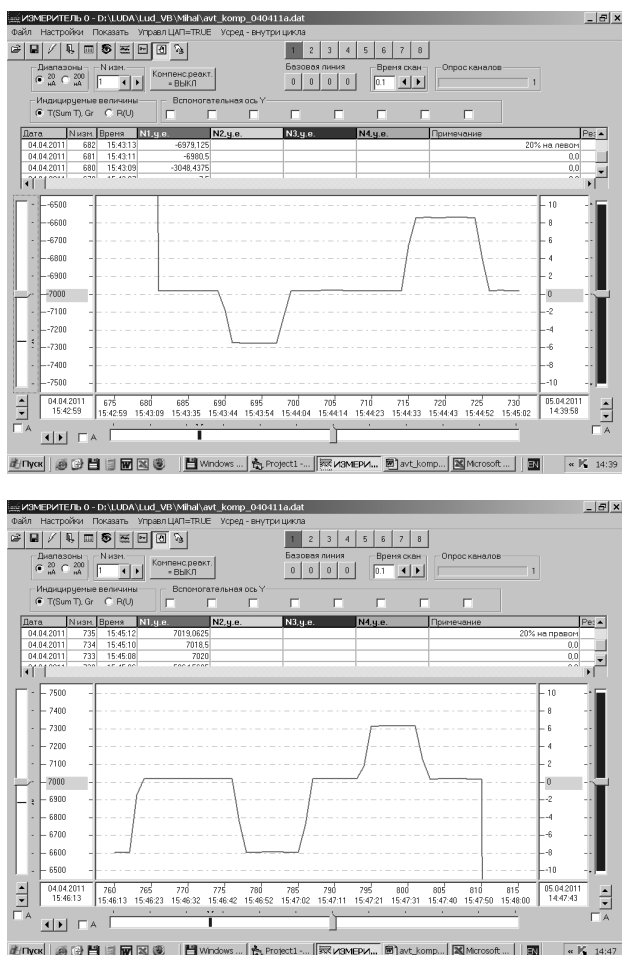 ИЗМЕРИТЕЛЬ 0 - D:\LUDA\Lud_VB\Mihal\avt_komp_040411a.dat
Файл Настройки Показать Управл ЦАП=TRUE Усред - внутри цикла
1 2 3 4 5 6 7 8
Диапазоны N изм. Базовая линия Время скан Опрос каналов
20 нА 200 нА 1 Компенс.реакт. = ВЫКЛ 0 0 0 0 0.1 1
Индицируемые величины Вспомогательная ось Y
T(Sum T), Gr R(U)
Дата N изм. Время N1,y.e. N2,y.e. N3,y.e. N4,y.e. Примечание Ре:
04.04.2011 682 15:43:13 -6979,125 20% на левом
04.04.2011 681 15:43:11 -6980,5 0,0
04.04.2011 680 15:43:09 -3048,4375 0,0
-6500 10
-6600 8
-6700 6
-6800 4
-6900 2
-7000 0
-7100 -2
-7200 -4
-7300 -6
-7400 -8
-7500 -10
04.04.2011 15:42:59
675 680 685 690 695 700 705 710 715 720 725 730
15:42:59 15:43:09 15:43:35 15:43:44 15:43:54 15:44:04 15:44:14 15:44:23 15:44:33 15:44:43 15:44:52 15:45:02
05.04.2011 14:39:58
A A A
Пуск Windows ... Project1 -... ИЗМЕРИ... avt_komp... Microsoft ... EN « 14:39
ИЗМЕРИТЕЛЬ 0 - D:\LUDA\Lud_VB\Mihal\avt_komp_040411a.dat
Файл Настройки Показать Управл ЦАП=TRUE Усред - внутри цикла
1 2 3 4 5 6 7 8
Диапазоны N изм. Базовая линия Время скан Опрос каналов
20 нА 200 нА 1 Компенс.реакт. = ВЫКЛ 0 0 0 0 0.1 1
Индицируемые величины Вспомогательная ось Y
T(Sum T), Gr R(U)
Дата N изм. Время N1,y.e. N2,y.e. N3,y.e. N4,y.e. Примечание Ре:
04.04.2011 735 15:45:12 7019,0625 20% на правом
04.04.2011 734 15:45:10 7018,5 0,0
04.04.2011 733 15:45:08 7020 0,0
7500 10
7400 8
7300 6
7200 4
7100 2
7000 0
6900 -2
6800 -4
6700 -6
6600 -8
6500 -10
04.04.2011 15:46:13
760 765 770 775 780 785 790 795 800 805 810 815
15:46:13 15:46:23 15:46:32 15:46:42 15:46:52 15:47:02 15:47:11 15:47:21 15:47:31 15:47:40 15:47:50 15:48:00
05.04.2011 14:47:43
A A A
Пуск Windows ... Project1 -... ИЗМЕРИ... avt_komp... Microsoft ... EN « 14:47